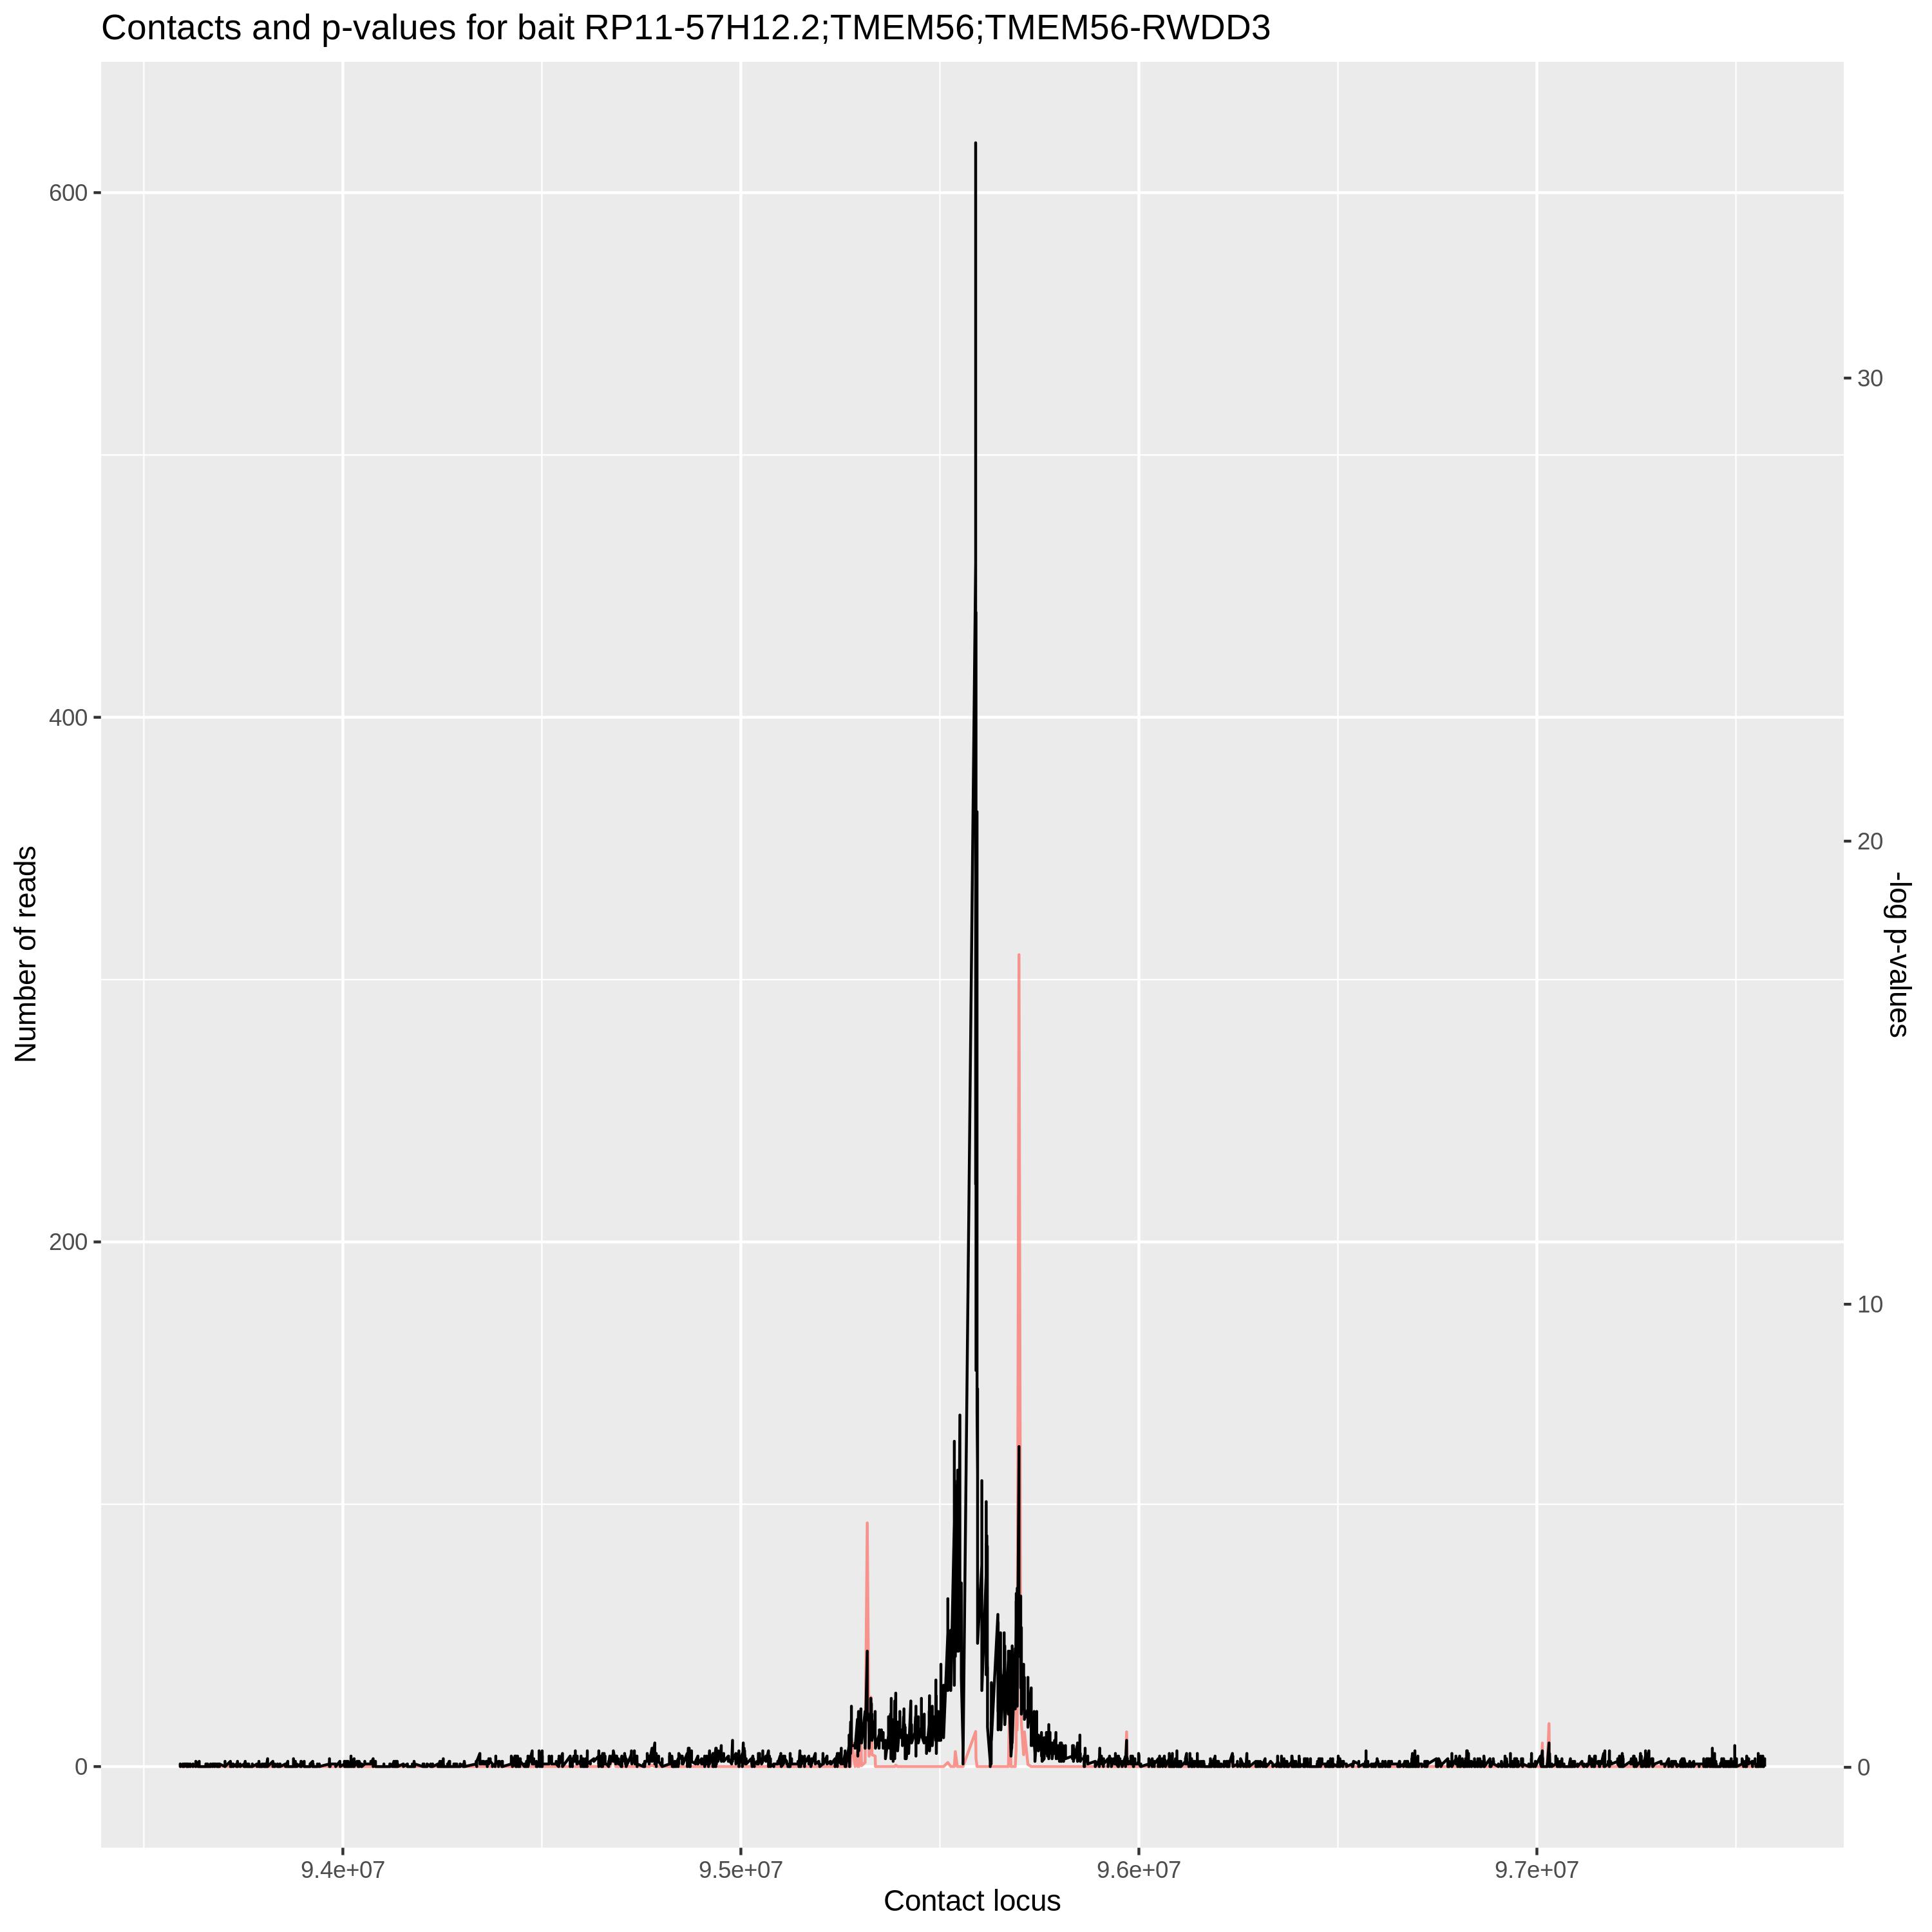 Contacts and p-values for bait RP11-57H12.2;TMEM56;TMEM56-RWDD3
Number of reads
600
400
200
0
30
20
10
0
-log p-values
9.4e+07
9.5e+07
9.6e+07
9.7e+07
Contact locus